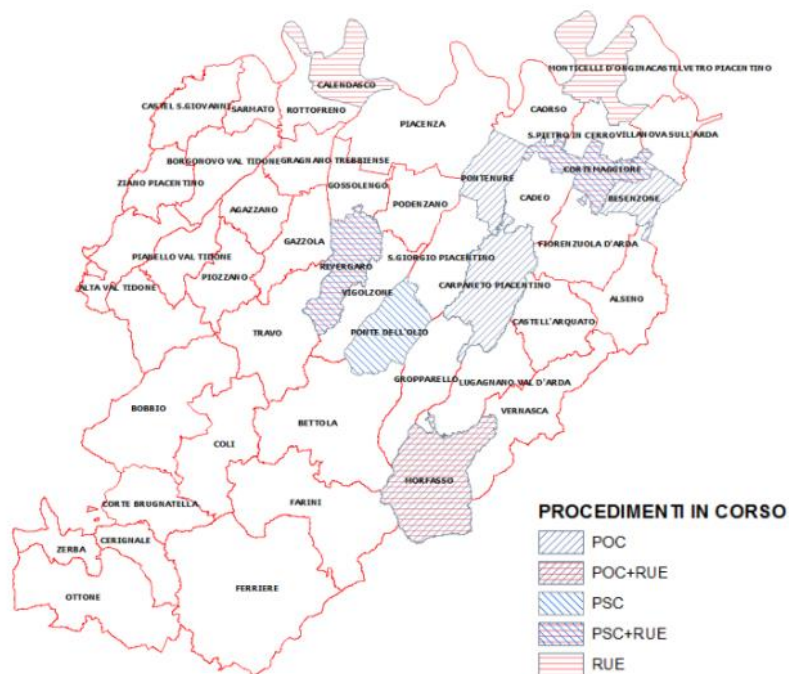 MONTICELLI D'ORGINACASTELVETRO PIACENTINO
CALENDASCO
CASTEL S.GIOVANNI
SARMATO
ROTTOFRENO
CAORSO
PIACENZA
S.PIETRO IN CERRO
VILLANOVA SULL'ARDA
BORGONOVO VAL TIDONE
GRAGNANO TREBBIENSE
CORTEMAGGIORE
ZIANO PIACENTINO
GOSSOLENGO
PONTENURE
BESENZONE
PODENZANO
CADEO
AGAZZANO
GAZZOLA
FIORENZUOLA D'ARDA
PIANELLO VAL TIDONE
S.GIORGIO PIACENTINO
RIVERGARO
PIOZZANO
ALTA VAL TIDONE
CARPANETO PIACENTINO
VIGOLZONE
ALSENO
CASTELL'ARQUATO
TRAVO
PONTE DELL'OLIO
GROPPARELLO
LUGAGNANO VAL D'ARDA
BOBBIO
VERNASCA
BETTOLA
COLI
MORFASSO
CORTE BRUGNATELLA
FARINI
CERIGNALE
ZERBA
FERRIERE
OTTONE
PROCEDIMENTI IN CORSO
POC
POC+RUE
PSC
PSC+RUE
RUE